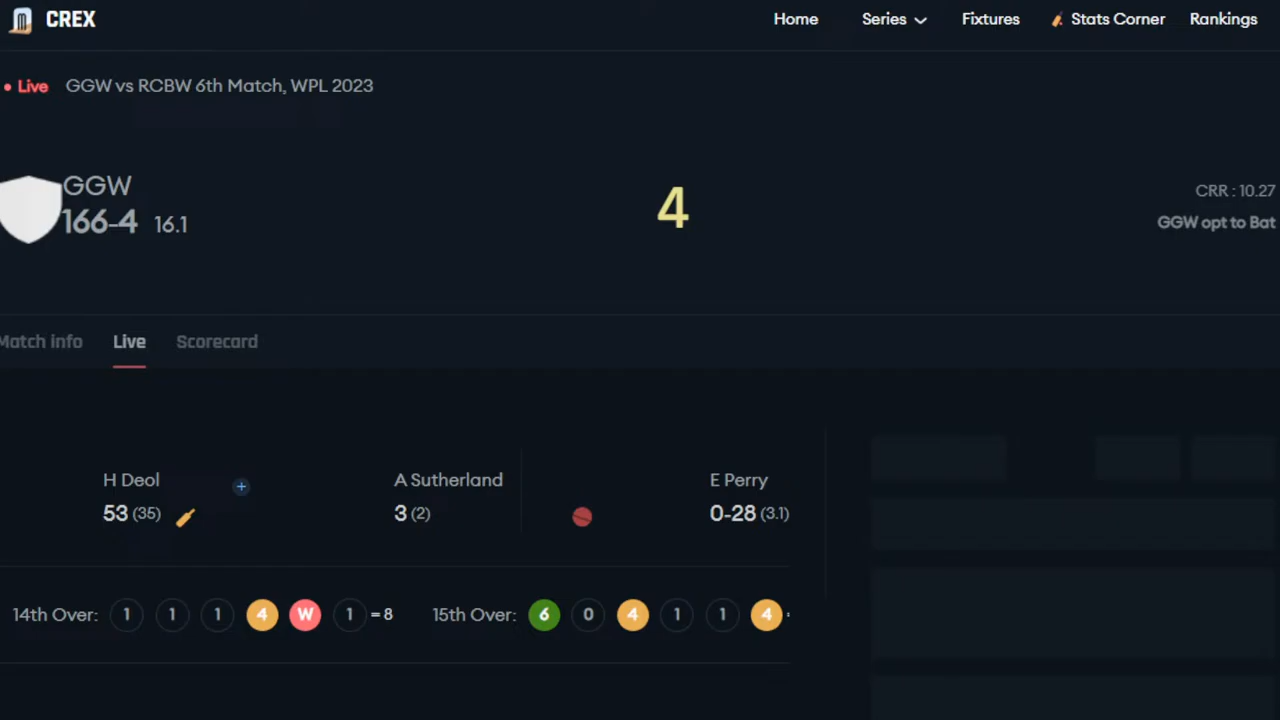 CREX Home Series Fixtures Stats Corner Rankings
Live GGW vs RCBW 6th Match, WPL 2023
GGW
166-4 16.1
4
CRR : 10.27
GGW opt to Bat
Match info Live Scorecard
H Deol
53 (35)
+
A Sutherland
3 (2)
E Perry
0-28 (3.1)
14th Over: 1 1 1 4 W 1 = 8 15th Over: 6 0 4 1 1 4